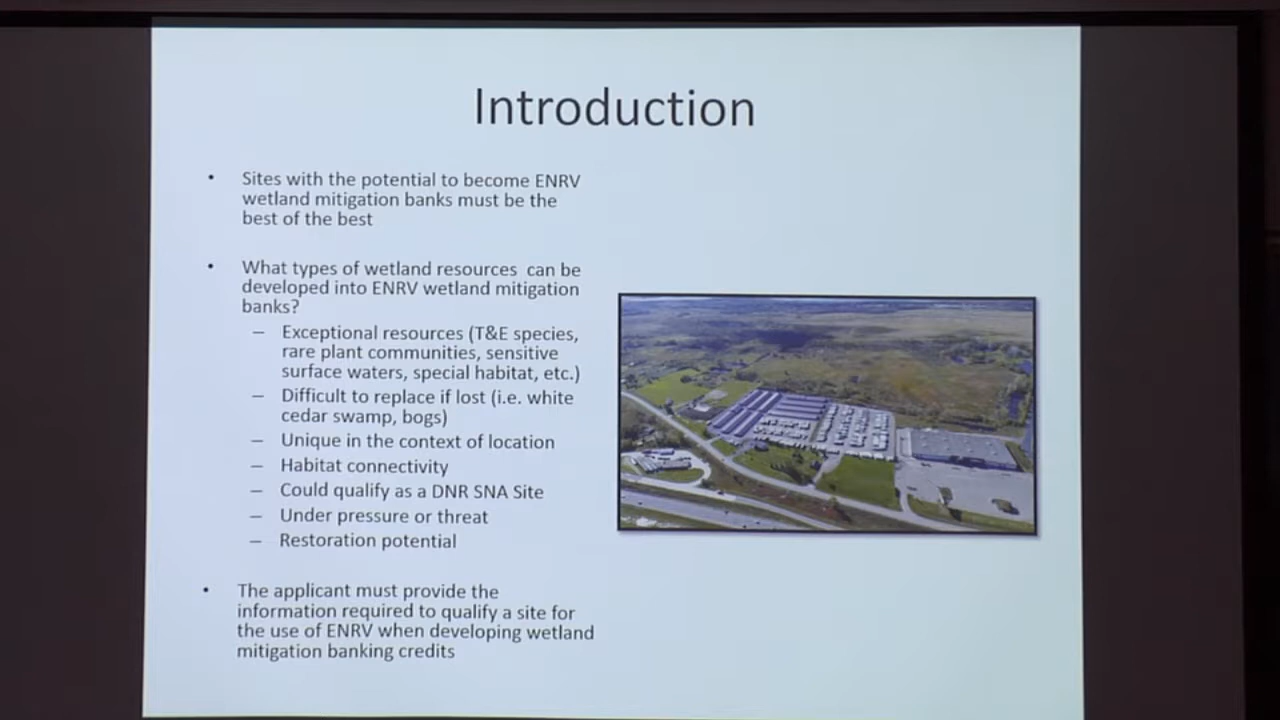 Introduction
• Sites with the potential to become ENRV
wetland mitigation banks must be the
best of the best
• What types of wetland resources can be
developed into ENRV wetland mitigation
banks?
– Exceptional resources (T&E species,
rare plant communities, sensitive
surface waters, special habitat, etc.)
– Difficult to replace if lost (i.e. white
cedar swamp, bogs)
– Unique in the context of location
– Habitat connectivity
– Could qualify as a DNR SNA Site
– Under pressure or threat
– Restoration potential
• The applicant must provide the
information required to qualify a site for
the use of ENRV when developing wetland
mitigation banking credits